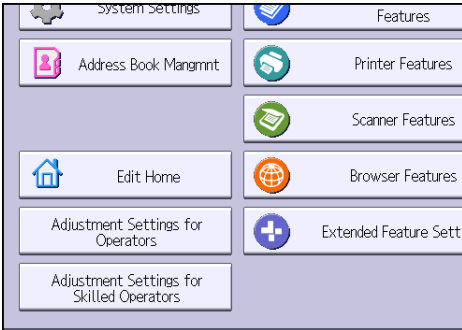 System Settings
Features
Address Book Mangmnt
Printer Features
Scanner Features
Edit Home
Browser Features
Adjustment Settings for
Operators
Extended Feature Sett
Adjustment Settings for
Skilled Operators